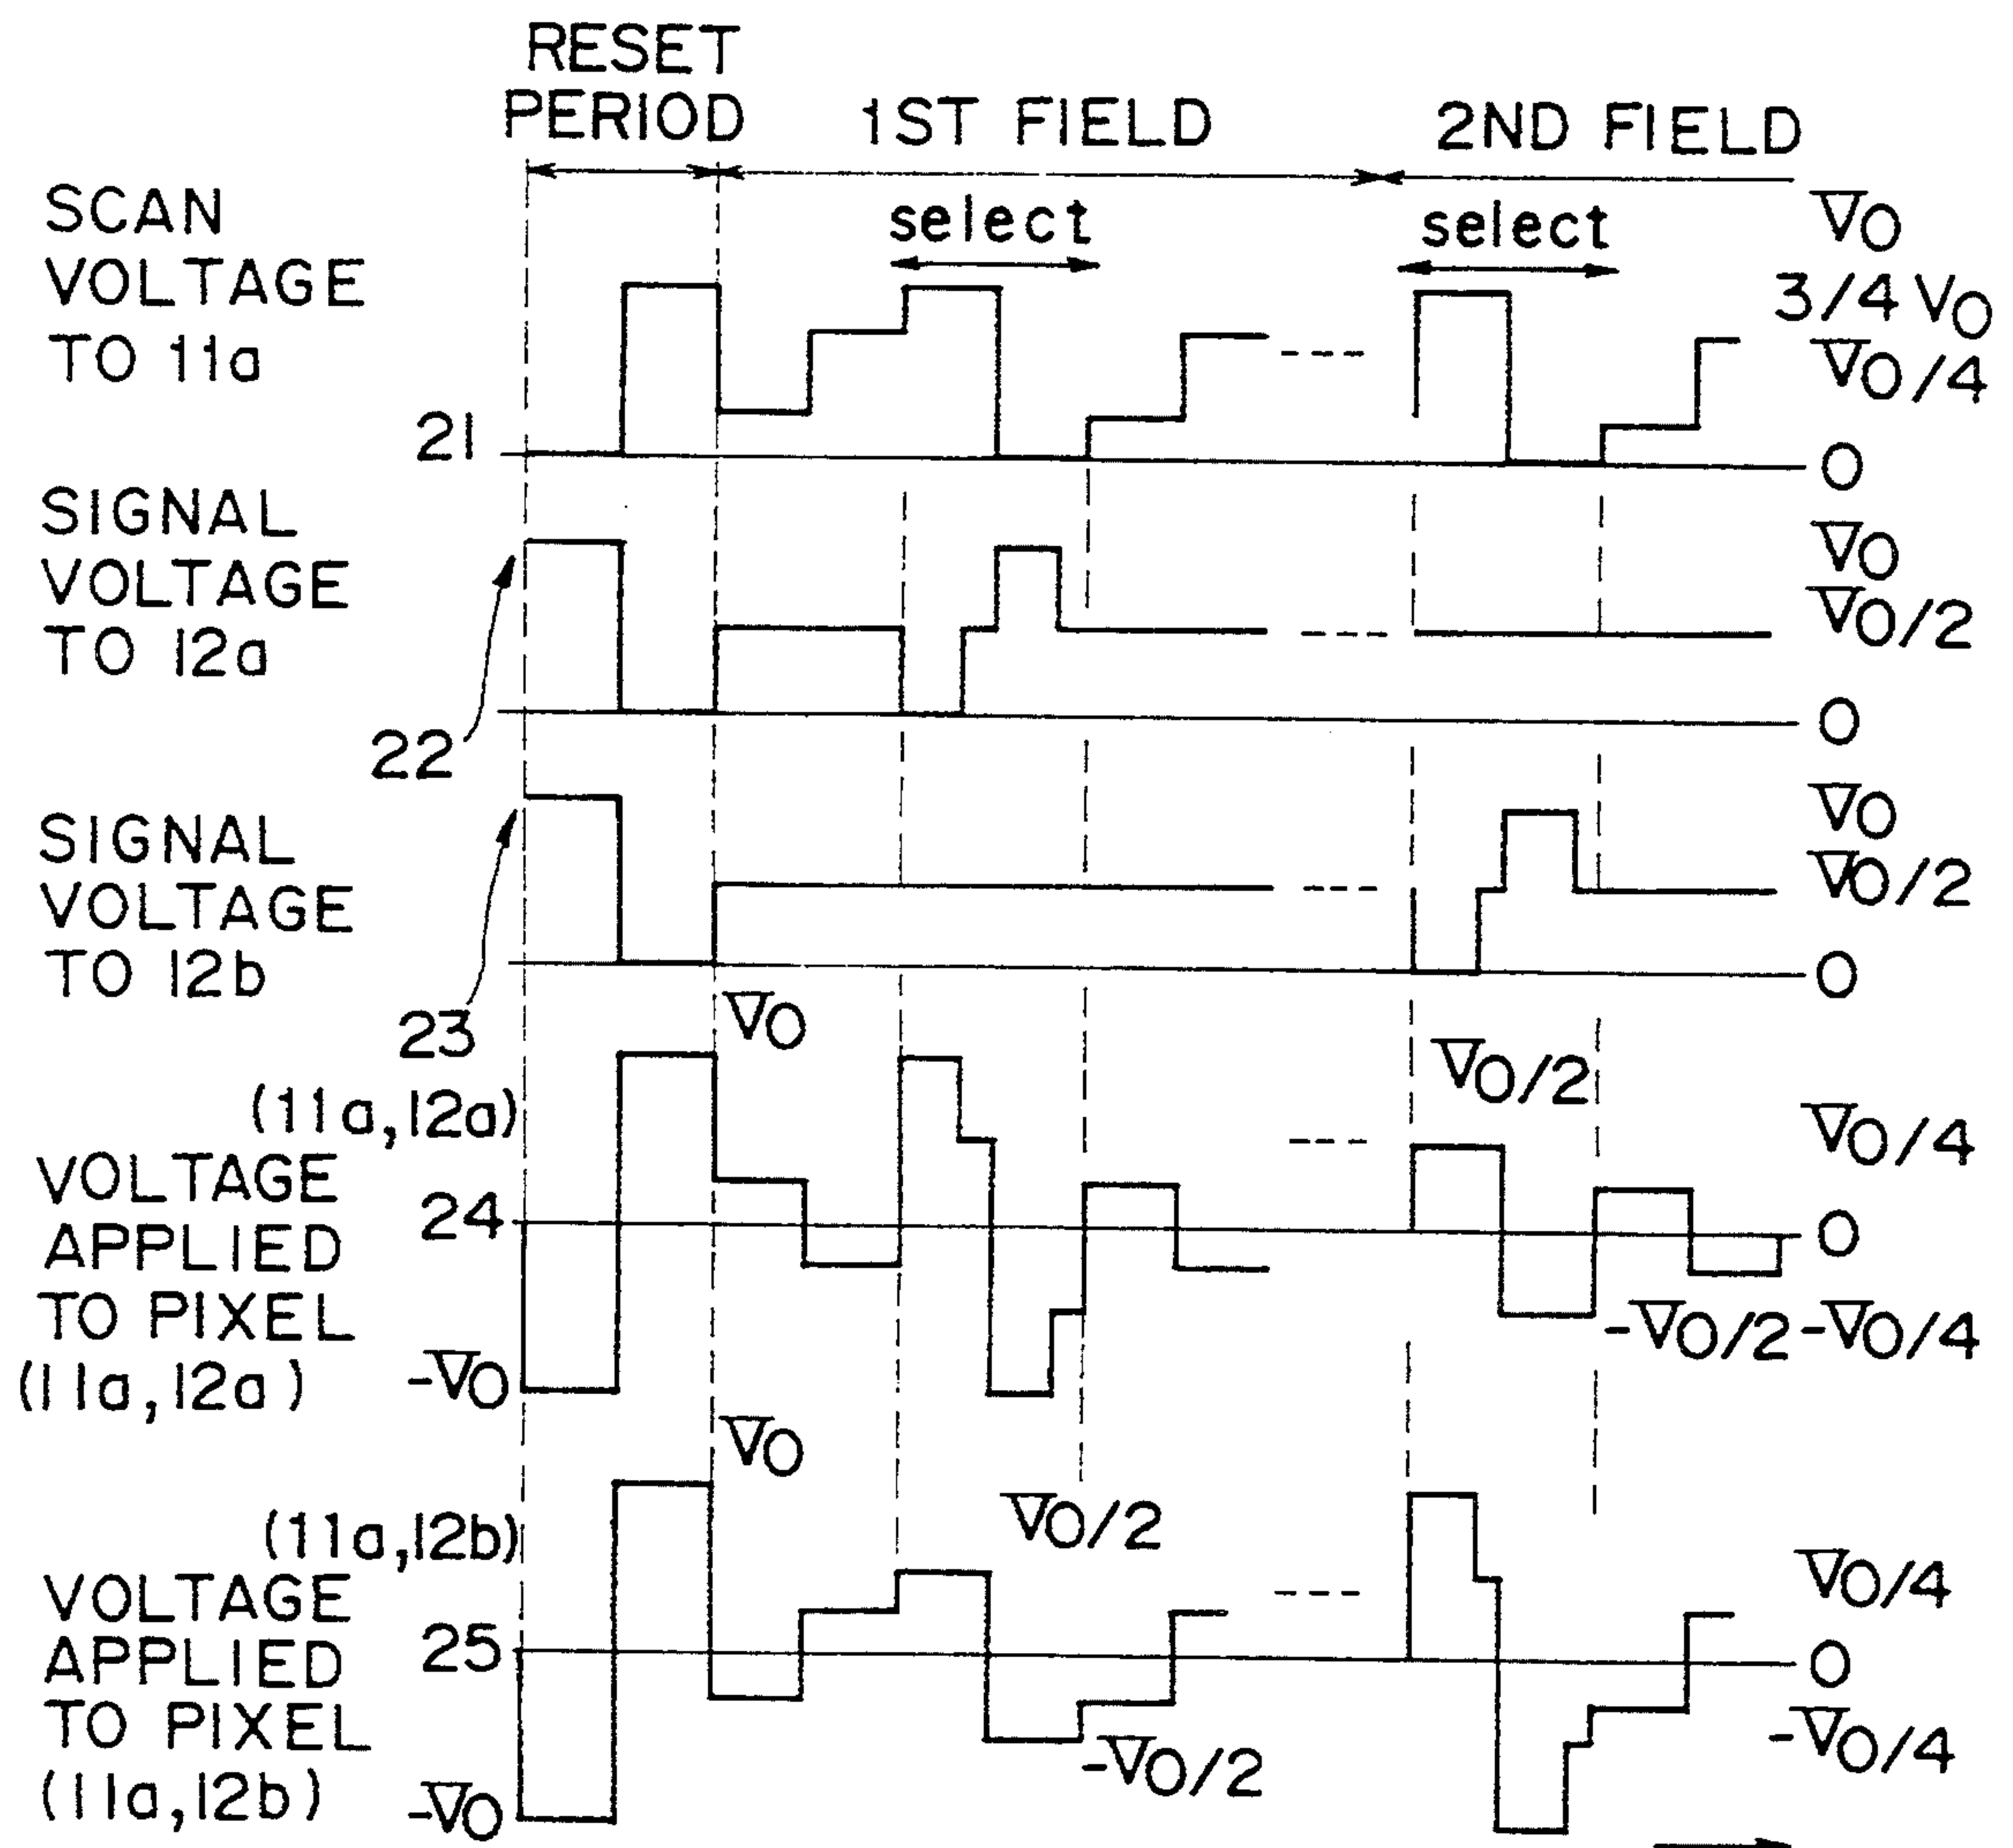 RESET
PERIOD
1ST FIELD
2ND FIELD
SCAN
VOLTAGE
TO 11a
select
select
V0
3/4 V0
V0/4
0
21
SIGNAL
VOLTAGE
TO 12a
V0
V0/2
0
22
SIGNAL
VOLTAGE
TO 12b
V0
V0/2
0
23
V0
V0/2
(11a,12a)
VOLTAGE
APPLIED
TO PIXEL
(11a,12a)
24
V0/4
0
-V0/2
-V0/4
-V0
V0
V0/2
(11a,12b)
VOLTAGE
APPLIED
TO PIXEL
(11a,12b)
25
V0/4
0
-V0/4
-V0/2
-V0